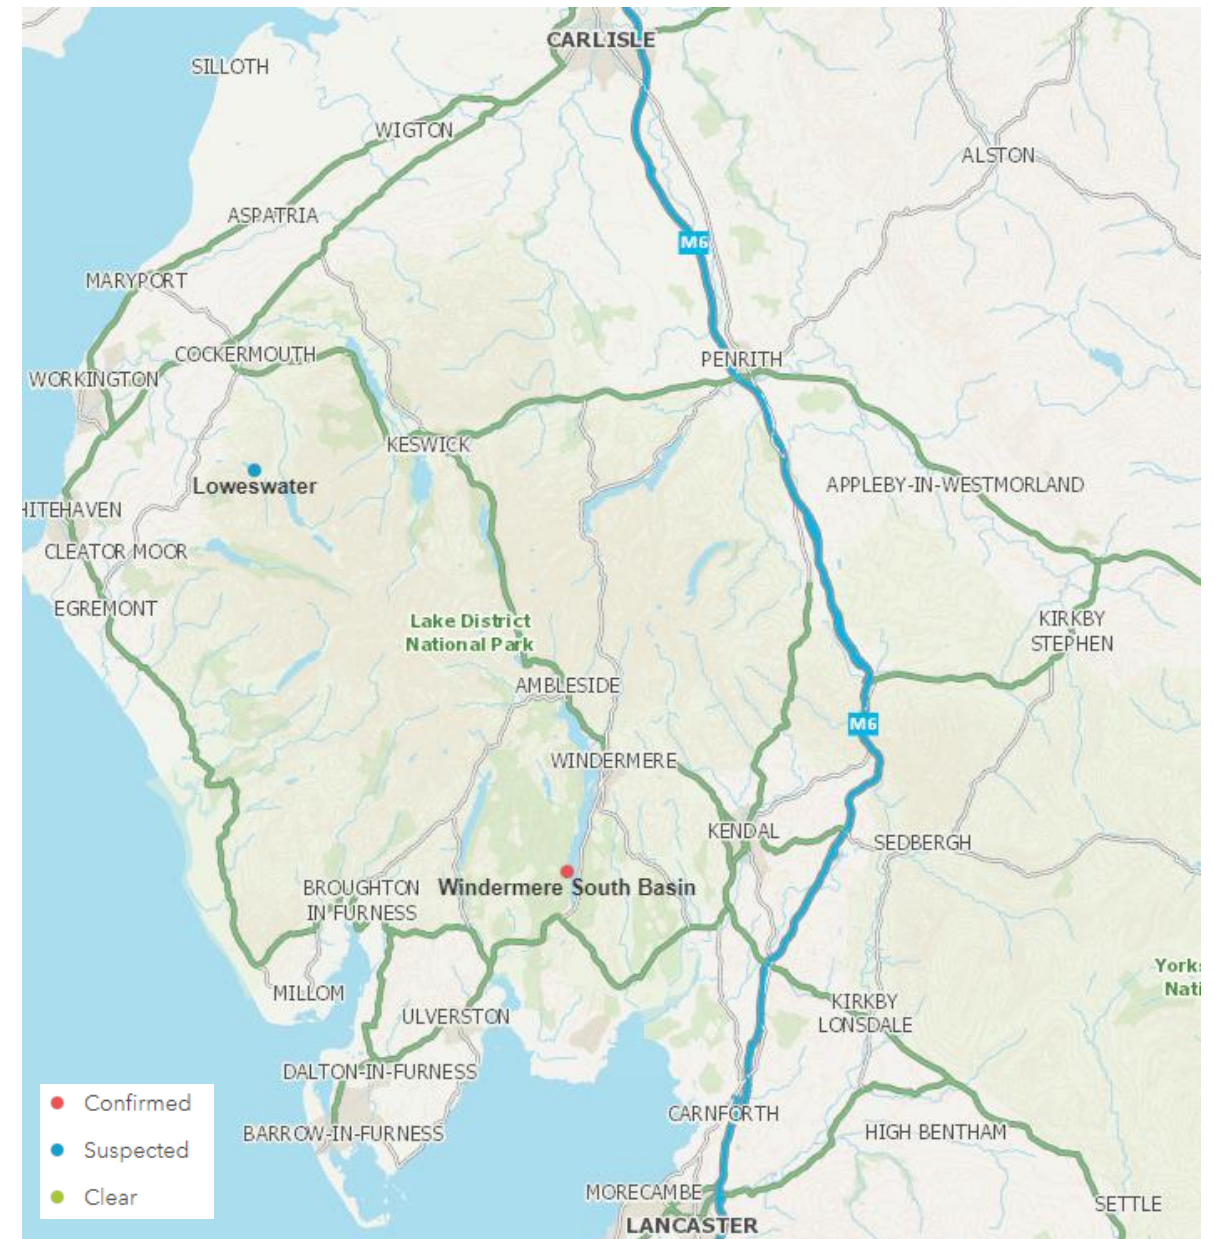 CARLISLE
SILLOTH
WIGTON
ALSTON
ASPATRIA
M6
MARYPORT
COCKERMOUTH
PENRITH
WORKINGTON
KESWICK
Loweswater
APPLEBY-IN-WESTMORLAND
HITEHAVEN
CLEATOR MOOR
EGREMONT
Lake District
National Park
KIRKBY
STEPHEN
AMBLESIDE
M6
WINDERMERE
KENDAL
SEDBERGH
BROUGHTON
IN FURNESS
Windermere South Basin
Yorks
Nati
MILLOM
KIRKBY
LONSDALE
ULVERSTON
DALTON-IN-FURNESS
CARNFORTH
BARROW-IN-FURNESS
HIGH BENTHAM
MORECAMBE
SETTLE
LANCASTER
Confirmed
Suspected
Clear